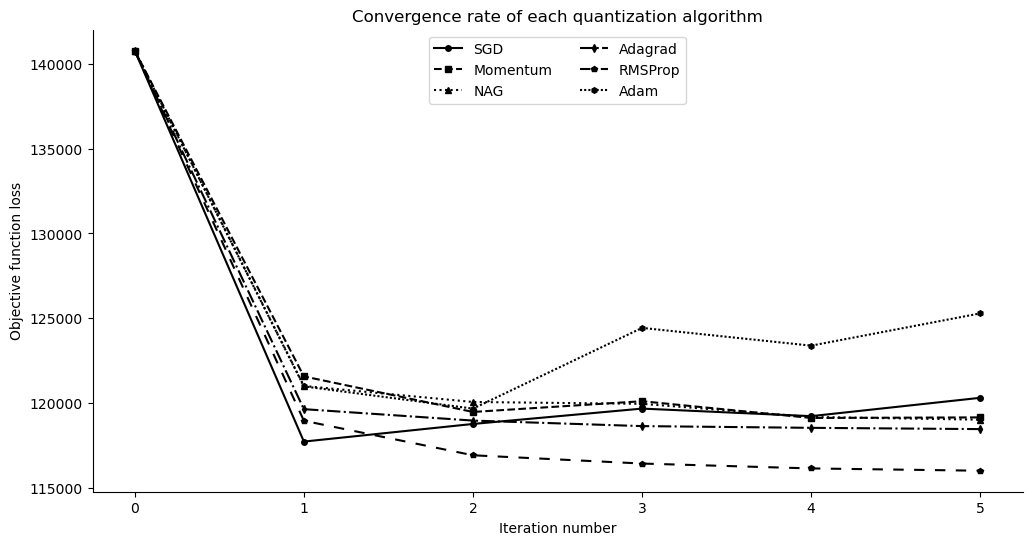 Convergence rate of each quantization algorithm
SGD
Momentum
NAG
Adagrad
RMSProp
Adam
Objective function loss
140000
135000
130000
125000
120000
115000
0 1 2 3 4 5
Iteration number